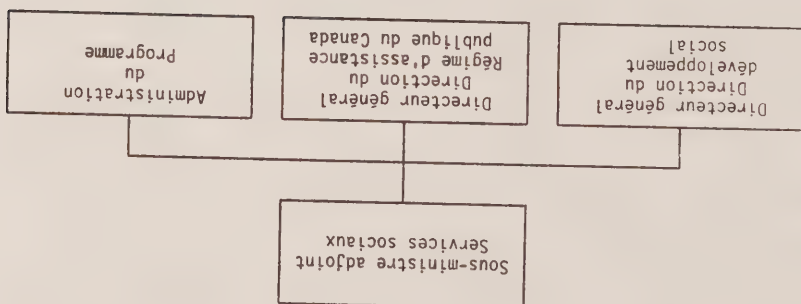 Sous-ministre adjoint
Services sociaux
Directeur général
Direction du
développement
social
Directeur général
Direction du
Régime d'assistance
publique du Canada
Administration
du
Programme